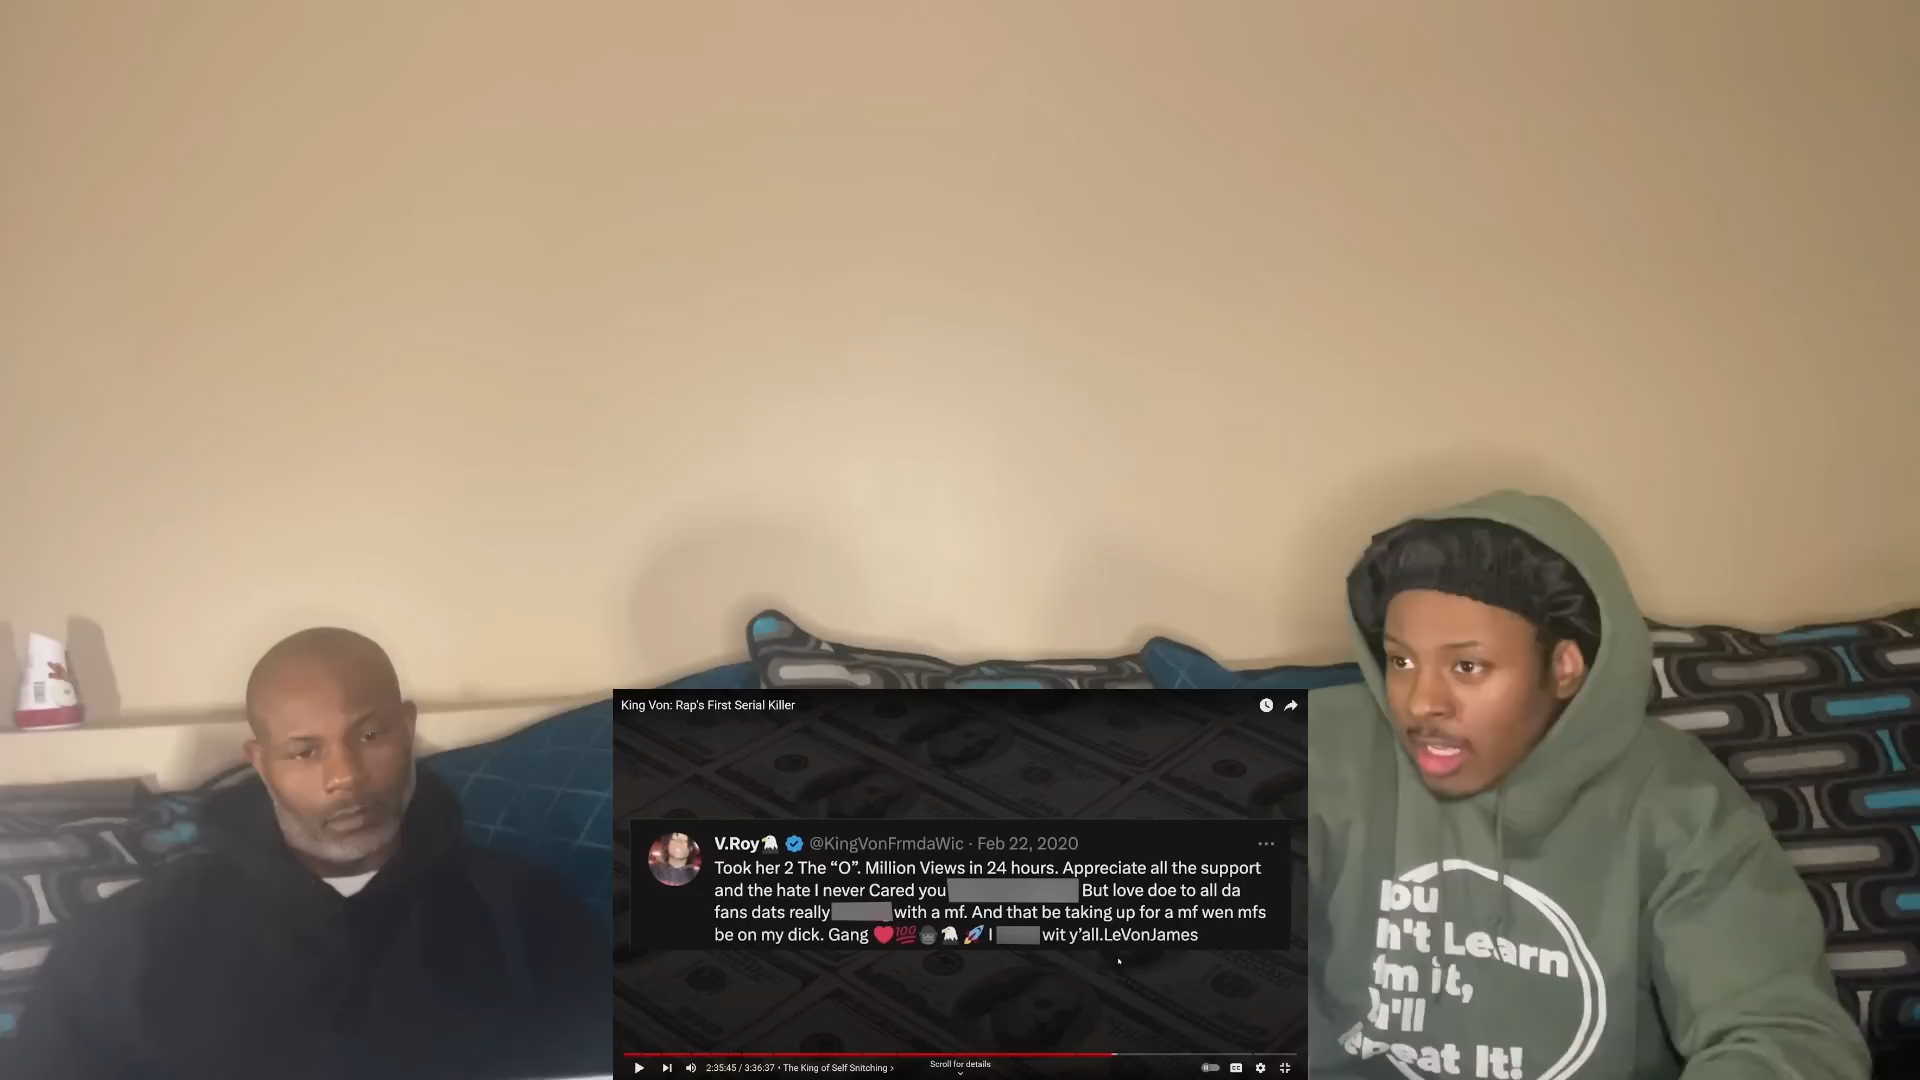 King Von: Rap's First Serial Killer
V.Roy🦅 @KingVonFrmdaWic · Feb 22, 2020
Took her 2 The “O”. Million Views in 24 hours. Appreciate all the support
and the hate I never Cared you But love doe to all da
fans dats really with a mf. And that be taking up for a mf wen mfs
be on my dick. Gang ❤️💯🦍🦅🚀 I wit y’all.LeVonJames
2:35:45 / 3:36:37 • The King of Self Snitching ›
Scroll for details
n't Learn
it,
eat It!